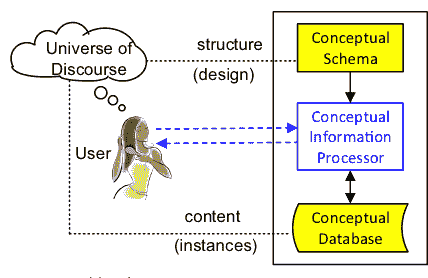 Universe of
Discourse
structure
(design)
Conceptual
Schema
User
Conceptual
Information
Processor
content
(instances)
Conceptual
Database